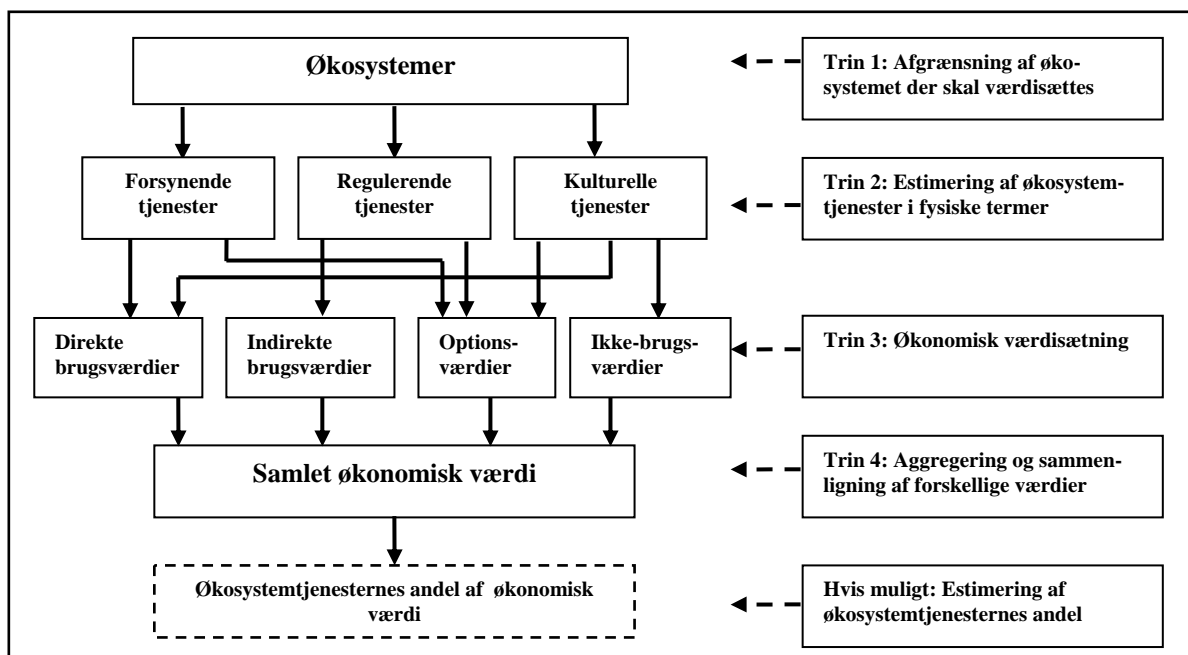 Økosystemer
Trin 1: Afgrænsning af øko-
systemet der skal værdisættes
Forsynende
tjenester
Regulerende
tjenester
Kulturelle
tjenester
Trin 2: Estimering af økosystem-
tjenester i fysiske termer
Direkte
brugsværdier
Indirekte
brugsværdier
Options-
værdier
Ikke-brugs-
værdier
Trin 3: Økonomisk værdisætning
Samlet økonomisk værdi
Trin 4: Aggregering og sammen-
ligning af forskellige værdier
Økosystemtjenesternes andel af økonomisk
værdi
Hvis muligt: Estimering af
økosystemtjenesternes andel